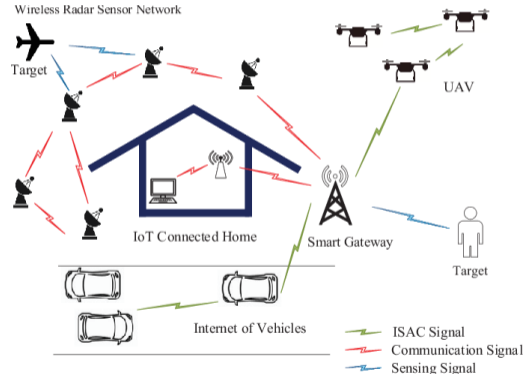 Wireless Radar Sensor Network
Target
UAV
IoT Connected Home
Smart Gateway
Target
Internet of Vehicles
ISAC Signal
Communication Signal
Sensing Signal